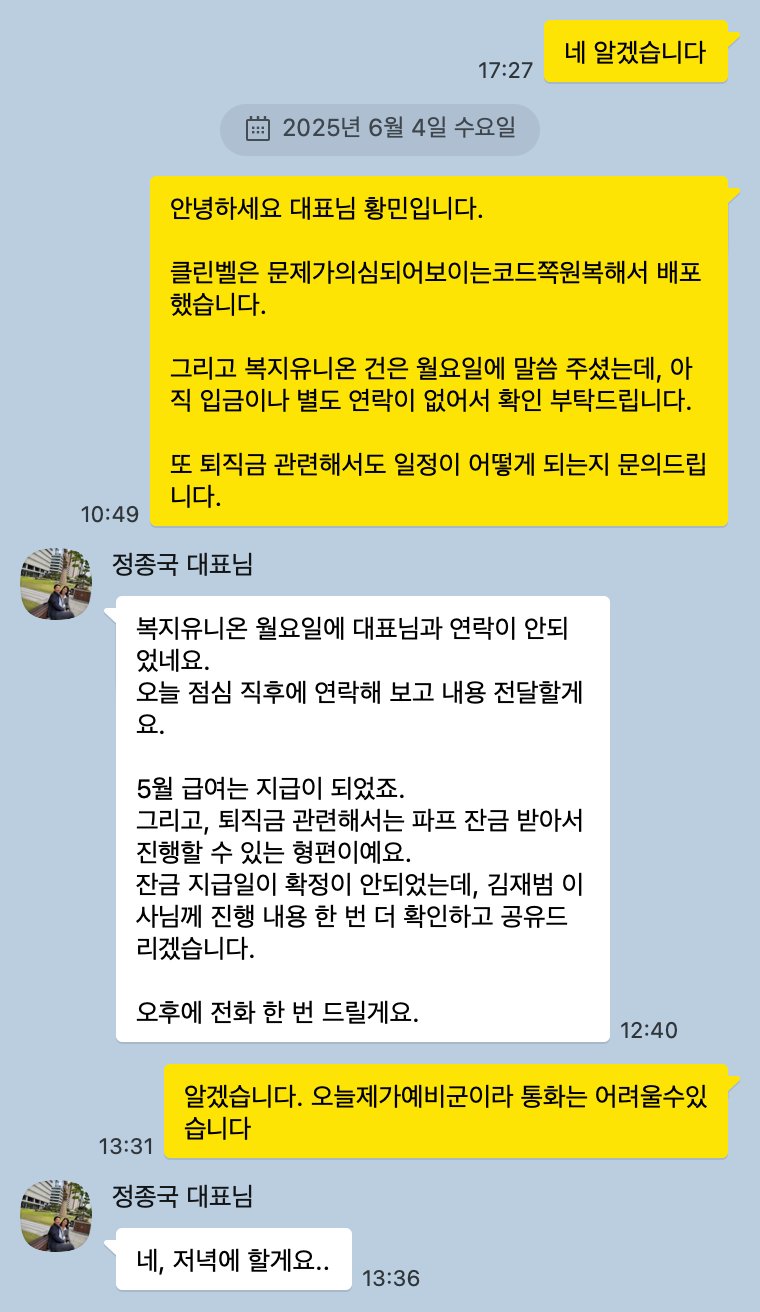 네 알겠습니다
17:27
2025년 6월 4일 수요일
안녕하세요 대표님 황민입니다.
클린벨은 문제가의심되어보이는코드쪽원복해서 배포
했습니다.
그리고 복지유니온 건은 월요일에 말씀 주셨는데, 아
직 입금이나 별도 연락이 없어서 확인 부탁드립니다.
또 퇴직금 관련해서도 일정이 어떻게 되는지 문의드립
니다.
10:49
정종국 대표님
복지유니온 월요일에 대표님과 연락이 안되
었네요.
오늘 점심 직후에 연락해 보고 내용 전달할게
요.
5월 급여는 지급이 되었죠.
그리고, 퇴직금 관련해서는 파프 잔금 받아서
진행할 수 있는 형편이예요.
잔금 지급일이 확정이 안되었는데, 김재범 이
사님께 진행 내용 한 번 더 확인하고 공유드
리겠습니다.
오후에 전화 한 번 드릴게요.
12:40
알겠습니다. 오늘제가예비군이라 통화는 어려울수있
습니다
13:31
정종국 대표님
네, 저녁에 할게요..
13:36